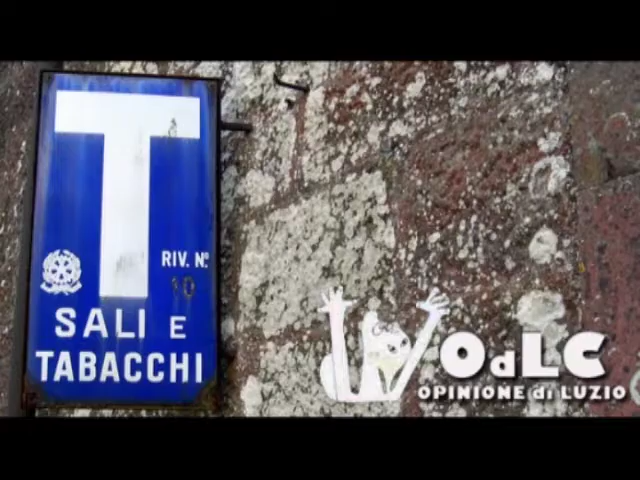 T
RIV. N.º
10
SALI E
TABACCHI
OdLC
OPINIONE di LUZIO